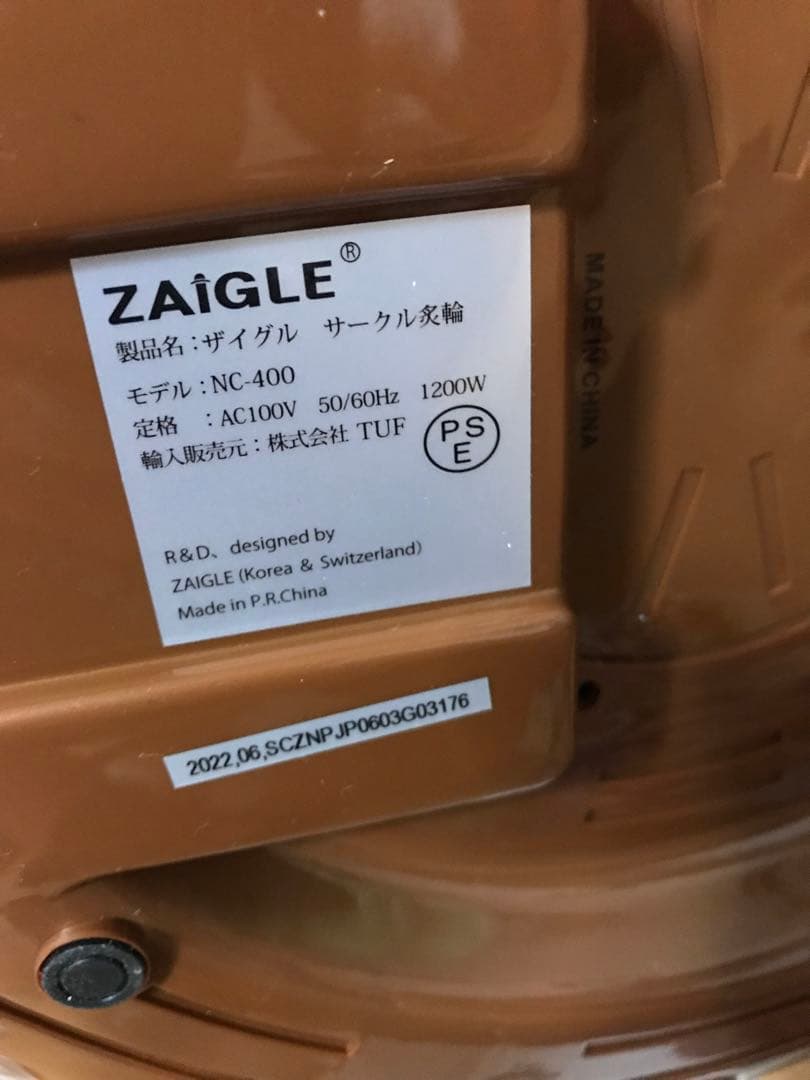 ZAiGLE®
製品名：ザイグル サークル炙輪
モデル：NC-400
定格 ：AC100V 50/60Hz 1200W
輸入販売元：株式会社 TUF
PS
E
R&D、designed by
ZAIGLE (Korea & Switzerland)
Made in P.R.China
2022,06,SCZNPJP0603G03176
MADE IN CHINA